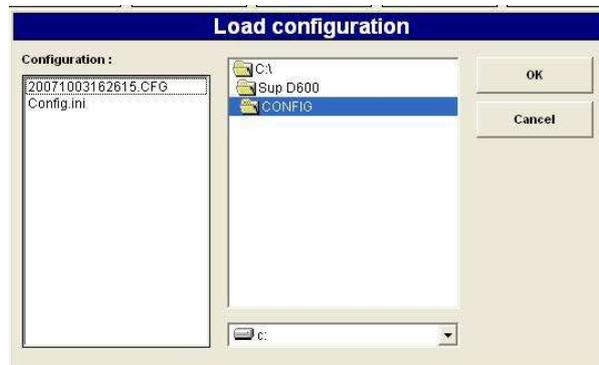 Load configuration
Configuration :
20071003162615.CFG
Config.ini
C:\
Sup D600
CONFIG
c:
OK
Cancel